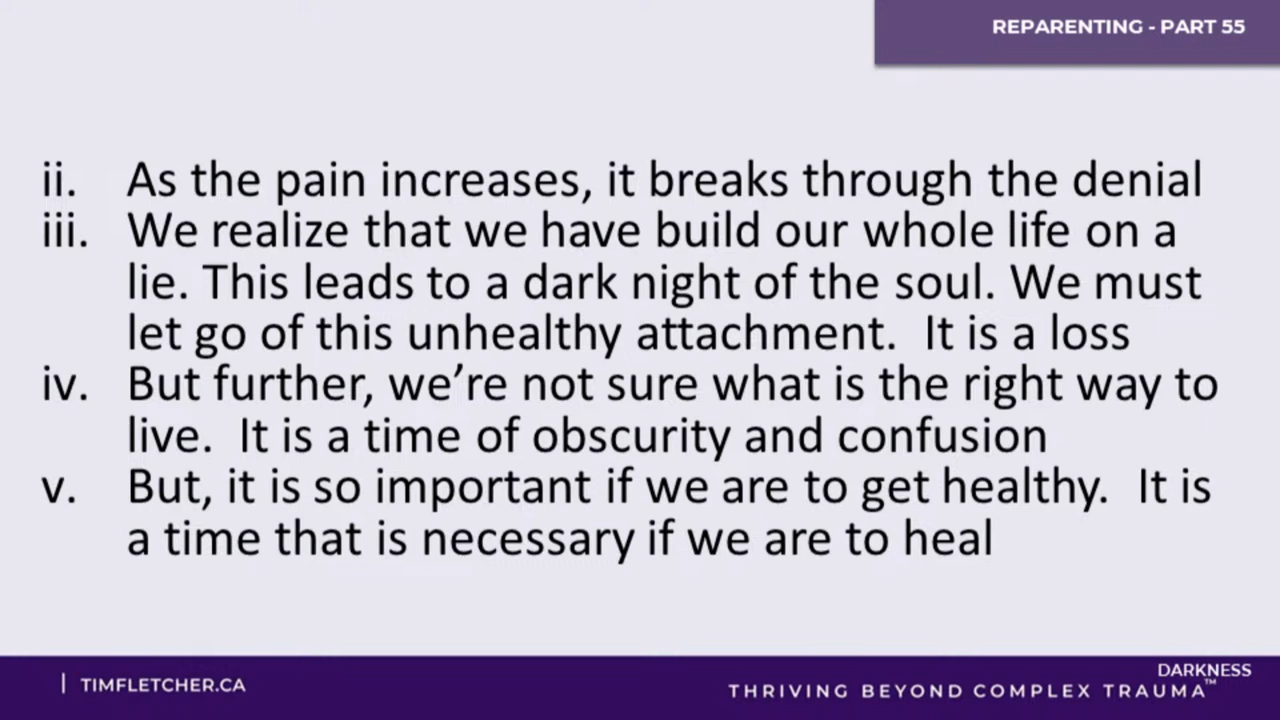 REPARENTING - PART 55
ii. As the pain increases, it breaks through the denial
iii. We realize that we have build our whole life on a
lie. This leads to a dark night of the soul. We must
let go of this unhealthy attachment.  It is a loss
iv. But further, we’re not sure what is the right way to
live.  It is a time of obscurity and confusion
v. But, it is so important if we are to get healthy.  It is
a time that is necessary if we are to heal
| TIMFLETCHER.CA
DARKNESS
THRIVING BEYOND COMPLEX TRAUMA™